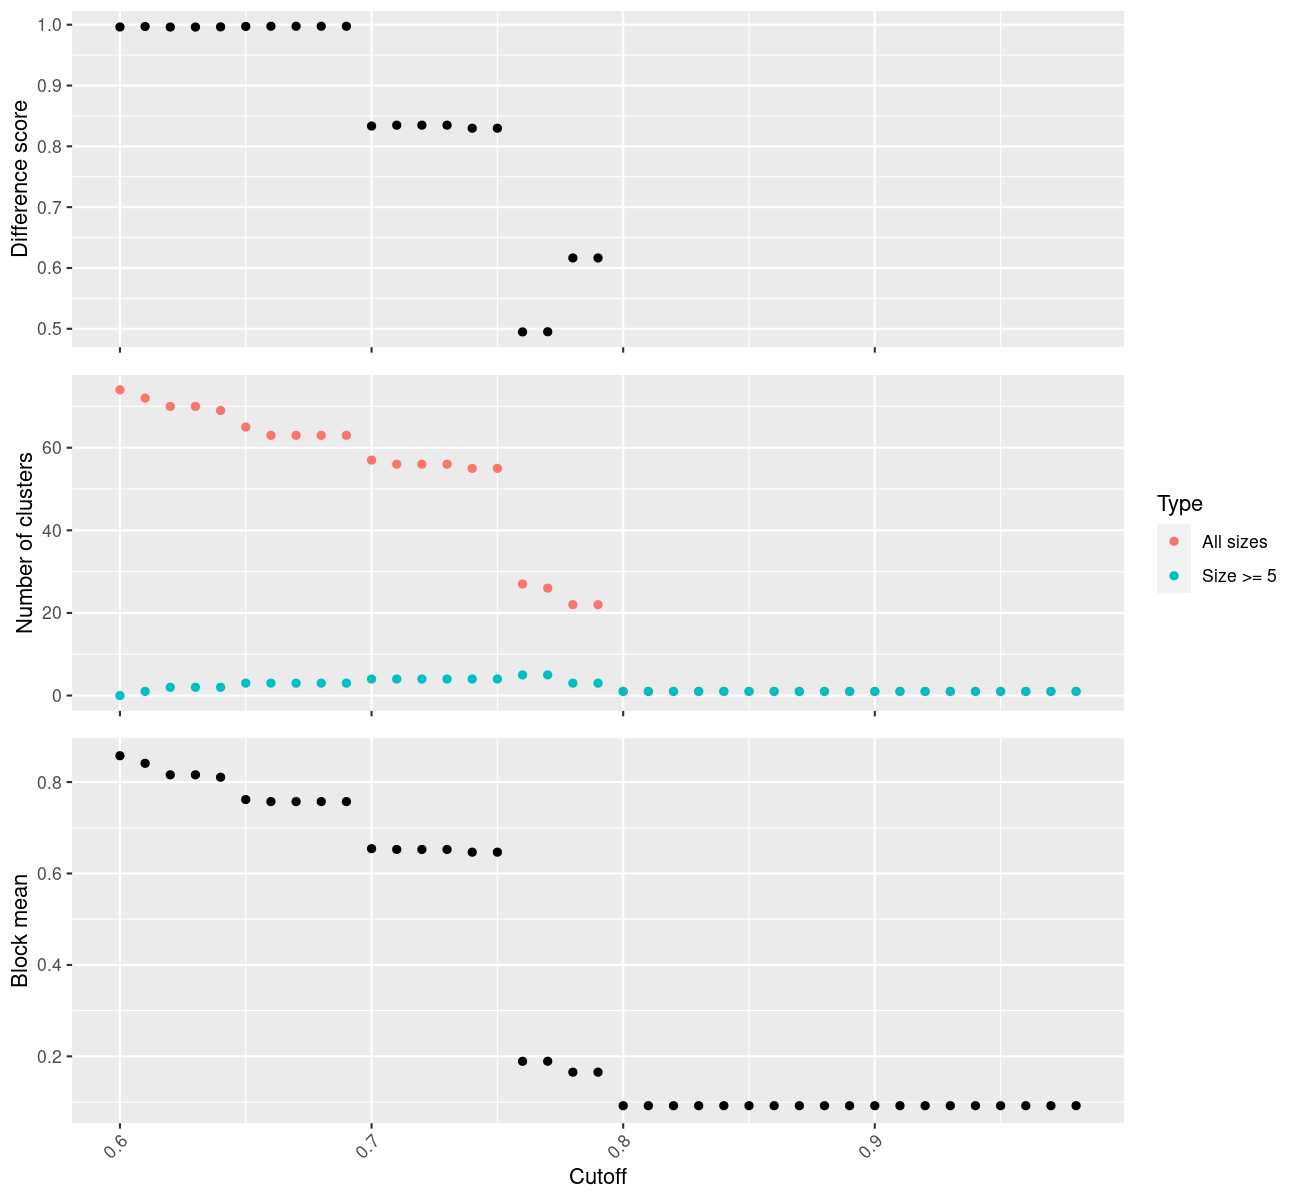 1.0
0.9
0.8
0.7
0.6
0.5
Difference score
60
40
20
0
Number of clusters
Type
All sizes
Size >= 5
0.8
0.6
0.4
0.2
Block mean
0.6
0.7
0.8
0.9
Cutoff